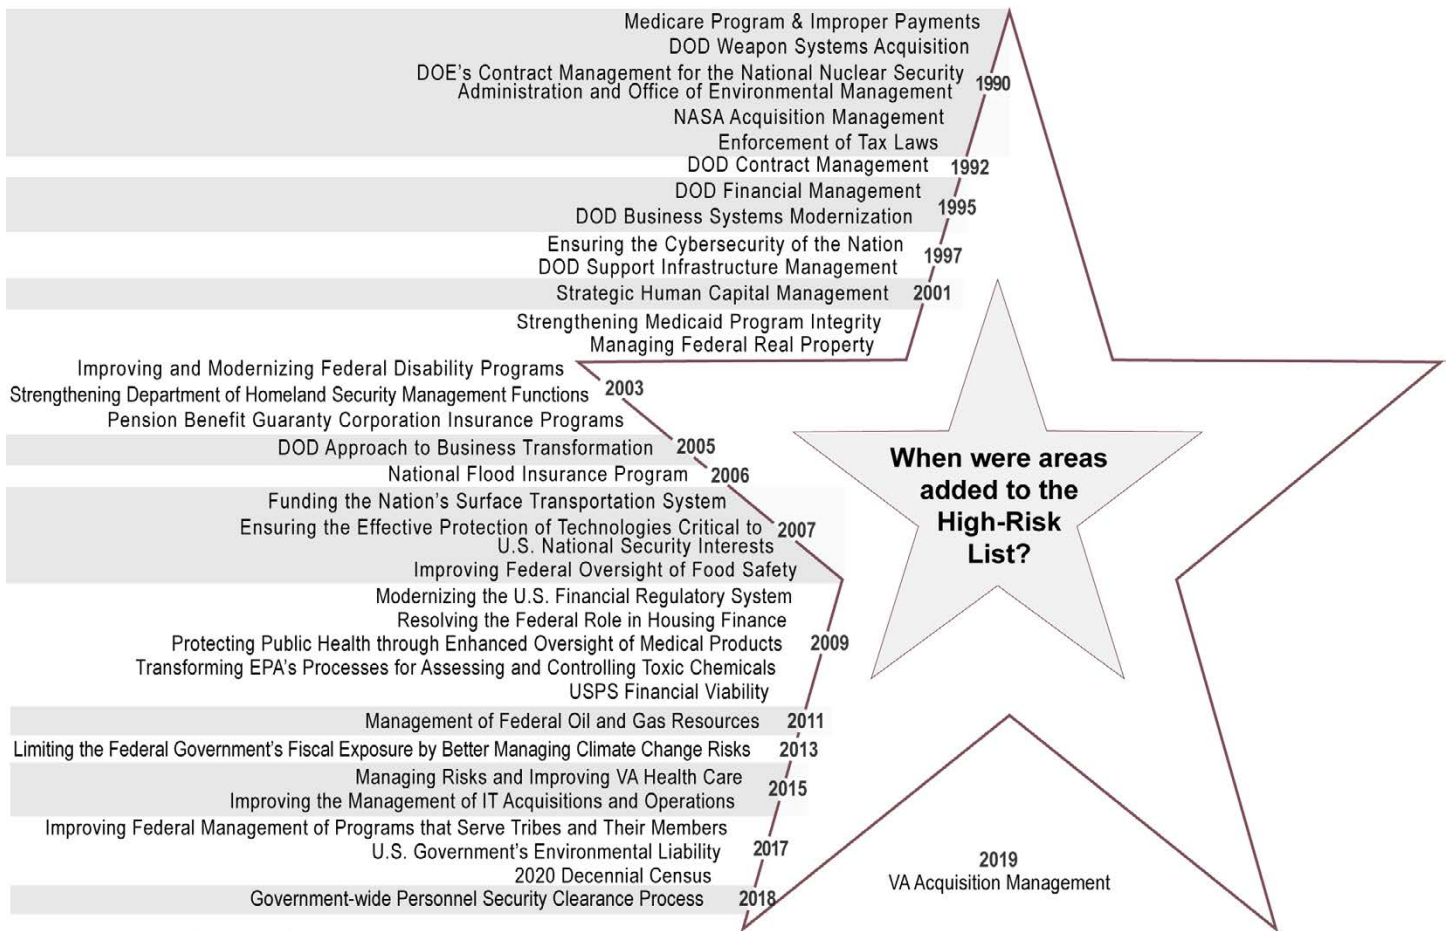 Medicare Program & Improper Payments
DOD Weapon Systems Acquisition
DOE's Contract Management for the National Nuclear Security
Administration and Office of Environmental Management
1990
NASA Acquisition Management
Enforcement of Tax Laws
DOD Contract Management 1992
DOD Financial Management
1995
DOD Business Systems Modernization
Ensuring the Cybersecurity of the Nation
1997
DOD Support Infrastructure Management
Strategic Human Capital Management 2001
Strengthening Medicaid Program Integrity
Managing Federal Real Property
Improving and Modernizing Federal Disability Programs
Strengthening Department of Homeland Security Management Functions 2003
Pension Benefit Guaranty Corporation Insurance Programs
DOD Approach to Business Transformation 2005
National Flood Insurance Program 2006
Funding the Nation's Surface Transportation System
Ensuring the Effective Protection of Technologies Critical to 2007
U.S. National Security Interests
Improving Federal Oversight of Food Safety
Modernizing the U.S. Financial Regulatory System
Resolving the Federal Role in Housing Finance
Protecting Public Health through Enhanced Oversight of Medical Products 2009
Transforming EPA's Processes for Assessing and Controlling Toxic Chemicals
USPS Financial Viability
Management of Federal Oil and Gas Resources 2011
Limiting the Federal Government's Fiscal Exposure by Better Managing Climate Change Risks 2013
Managing Risks and Improving VA Health Care
2015
Improving the Management of IT Acquisitions and Operations
Improving Federal Management of Programs that Serve Tribes and Their Members
U.S. Government's Environmental Liability 2017
2020 Decennial Census
Government-wide Personnel Security Clearance Process 2018
When were areas
added to the
High-Risk
List?
2019
VA Acquisition Management